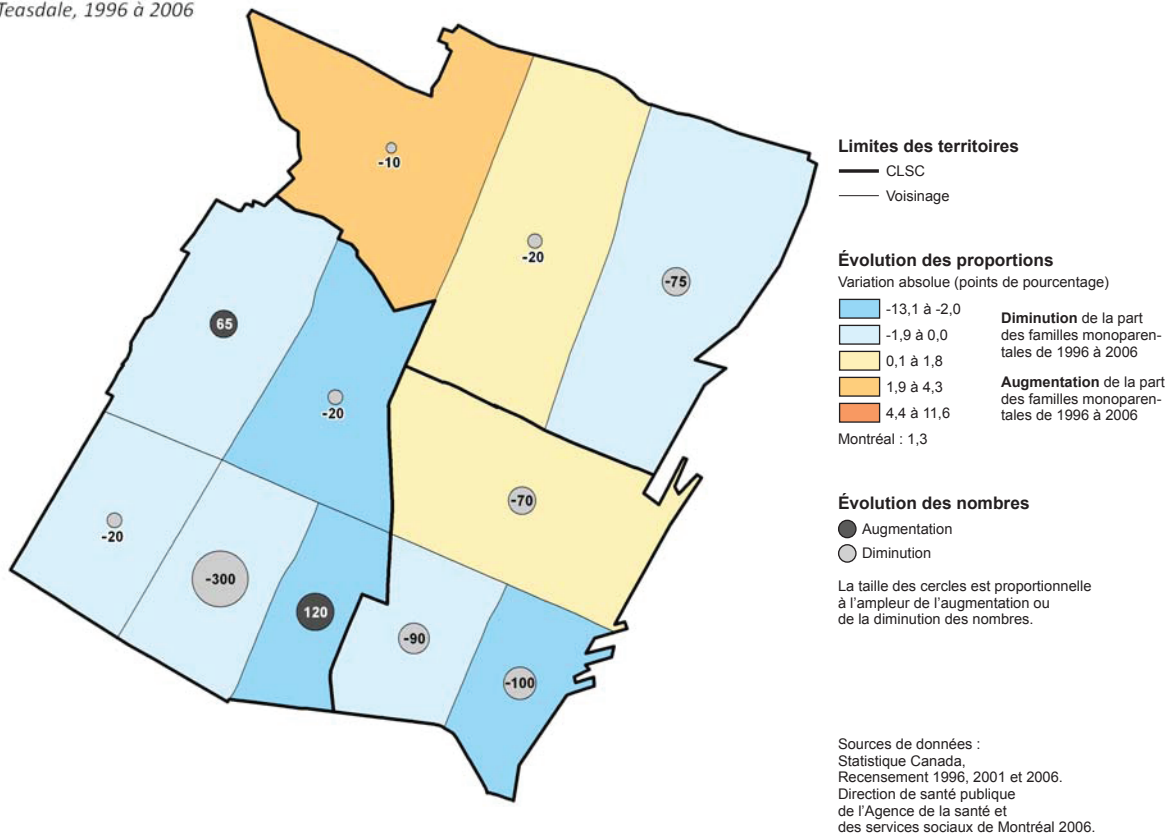 Teasdale, 1996 à 2006
-10
-20
-75
65
-20
-70
-20
-300
120
-90
-100
Limites des territoires
CLSC
Voisinage
Évolution des proportions
Variation absolue (points de pourcentage)
-13,1 à -2,0
-1,9 à 0,0
0,1 à 1,8
1,9 à 4,3
4,4 à 11,6
Diminution de la part
des familles monoparen-
tales de 1996 à 2006
Augmentation de la part
des familles monoparen-
tales de 1996 à 2006
Montréal : 1,3
Évolution des nombres
Augmentation
Diminution
La taille des cercles est proportionnelle
à l'ampleur de l'augmentation ou
de la diminution des nombres.
Sources de données :
Statistique Canada,
Recensement 1996, 2001 et 2006.
Direction de santé publique
de l'Agence de la santé et
des services sociaux de Montréal 2006.